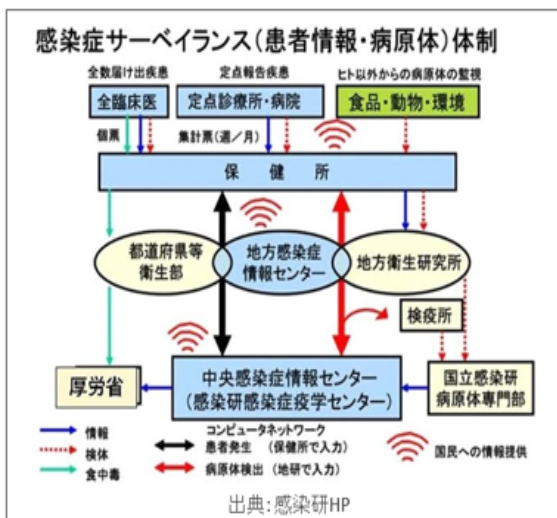 感染症サーベイランス(患者情報・病原体)体制
全数届け出疾患
定点報告疾患
ヒト以外からの病原体の監視
全臨床医
定点診療所・病院
食品・動物・環境
個票
集計票(週/月)
保健所
都道府県等
衛生部
地方感染症
情報センター
地方衛生研究所
検疫所
厚労省
中央感染症情報センター
(感染研感染症疫学センター)
国立感染研
病原体専門部
情報
検体
食中毒
コンピュータネットワーク
患者発生 (保健所で入力)
病原体検出 (地研で入力)
国民への情報提供
出典:感染研HP